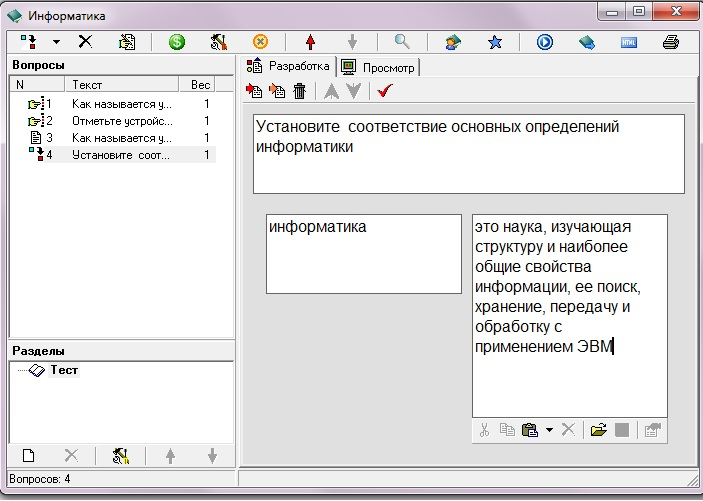 Информатика
Вопросы
N Текст Вес
1 Как называется у... 1
2 Отметьте устройс... 1
3 Как называется у... 1
4 Установите соот... 1
Разделы
Тест
Вопросов: 4
Разработка Просмотр
Установите соответствие основных определений
информатики
информатика
это наука, изучающая
структуру и наиболее
общие свойства
информации, ее поиск,
хранение, передачу и
обработку с
применением ЭВМ
HTML